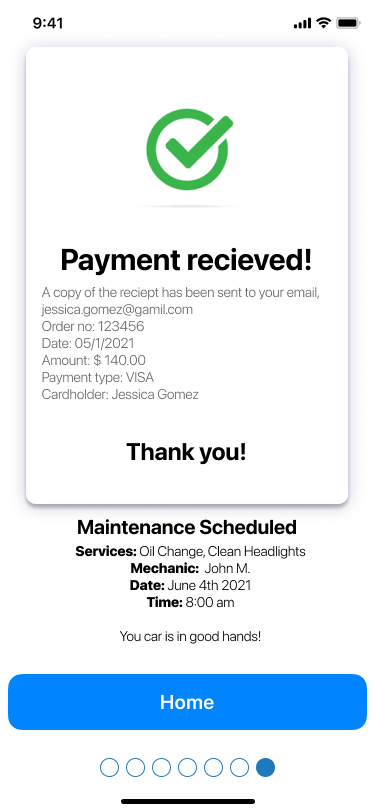 9:41
Payment recieved!
A copy of the reciept has been sent to your email,
jessica.gomez@gamil.com
Order no: 123456
Date: 05/1/2021
Amount: $ 140.00
Payment type: VISA
Cardholder: Jessica Gomez
Thank you!
Maintenance Scheduled
Services: Oil Change, Clean Headlights
Mechanic: John M.
Date: June 4th 2021
Time: 8:00 am
You car is in good hands!
Home